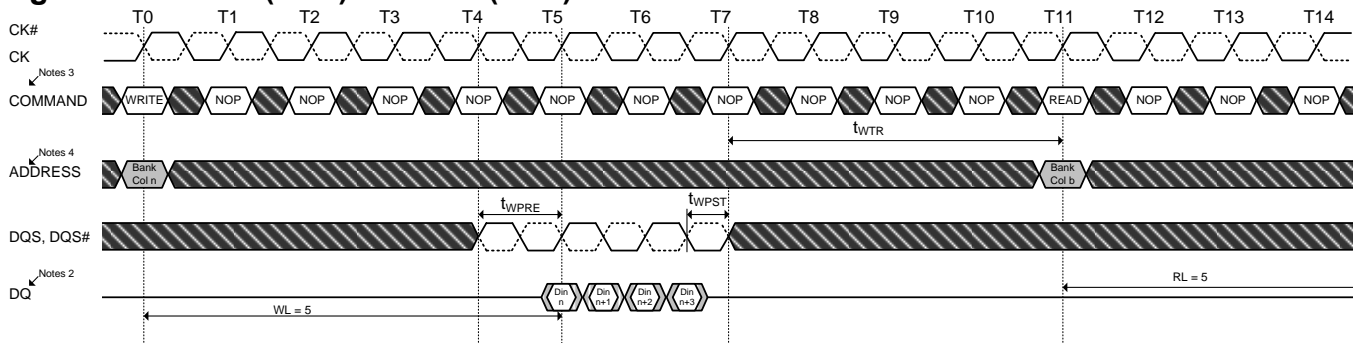 T0 T1 T2 T3 T4 T5 T6 T7 T8 T9 T10 T11 T12 T13 T14
CK#
CK
Notes 3
COMMAND WRITE NOP NOP NOP NOP NOP NOP NOP NOP NOP NOP READ NOP NOP NOP
tWTR
Notes 4
ADDRESS
Bank Bank
Col n Col b
tWPRE tWPST
DQS, DQS#
Notes 2
DQ
Din Din Din Din
n n+1 n+2 n+3
RL = 5
WL = 5